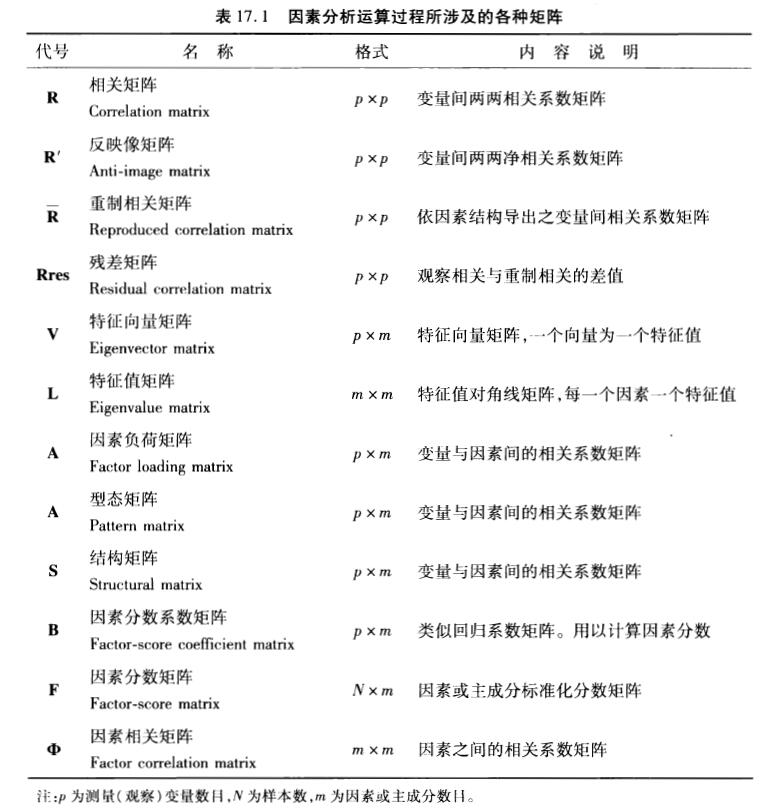 表 17.1 因素分析运算过程所涉及的各种矩阵
代号 名 称 格式 内 容 说 明
R 相关矩阵 p × p 变量间两两相关系数矩阵
Correlation matrix
R′ 反映像矩阵 p × p 变量间两两净相关系数矩阵
Anti-image matrix
R̅ 重制相关矩阵 p × p 依因素结构导出之变量间相关系数矩阵
Reproduced correlation matrix
Rres 残差矩阵 p × p 观察相关与重制相关的差值
Residual correlation matrix
V 特征向量矩阵 p × m 特征向量矩阵,一个向量为一个特征值
Eigenvector matrix
L 特征值矩阵 m × m 特征值对角线矩阵,每一个因素一个特征值
Eigenvalue matrix
A 因素负荷矩阵 p × m 变量与因素间的相关系数矩阵
Factor loading matrix
A 型态矩阵 p × m 变量与因素间的相关系数矩阵
Pattern matrix
S 结构矩阵 p × m 变量与因素间的相关系数矩阵
Structural matrix
B 因素分数系数矩阵 p × m 类似回归系数矩阵。用以计算因素分数
Factor-score coefficient matrix
F 因素分数矩阵 N × m 因素或主成分标准化分数矩阵
Factor-score matrix
Φ 因素相关矩阵 m × m 因素之间的相关系数矩阵
Factor correlation matrix
注:p 为测量(观察)变量数目,N 为样本数,m 为因素或主成分数目。